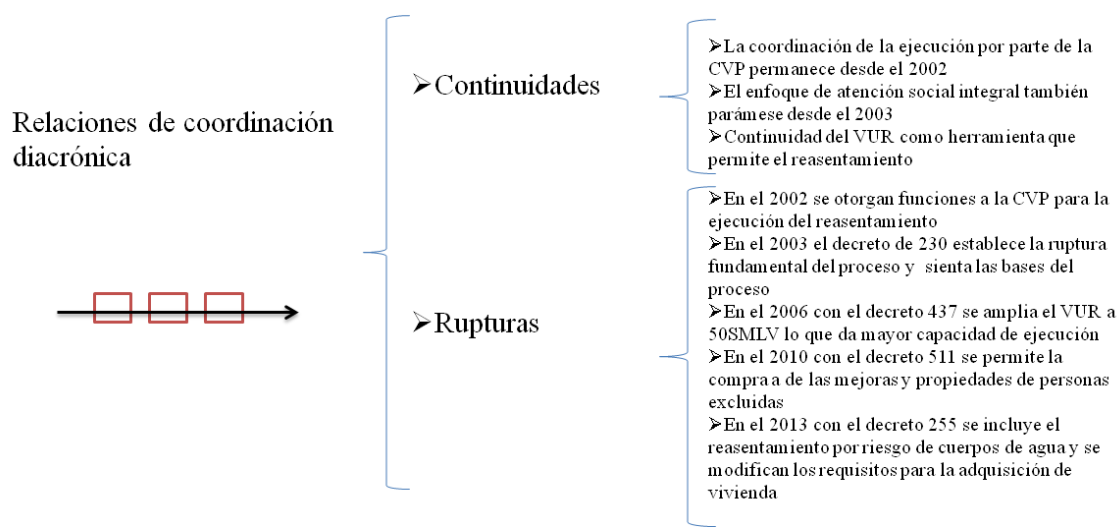 Relaciones de coordinación
diacrónica
➤Continuidades
➤La coordinación de la ejecución por parte de la
CVP permanece desde el 2002
➤El enfoque de atención social integral también
parámese desde el 2003
➤Continuidad del VUR como herramienta que
permite el reasentamiento
➤Rupturas
➤En el 2002 se otorgan funciones a la CVP para la
ejecución del reasentamiento
➤En el 2003 el decreto de 230 establece la ruptura
fundamental del proceso y sienta las bases del
proceso
➤En el 2006 con el decreto 437 se amplia el VUR a
50SMLV lo que da mayor capacidad de ejecución
➤En el 2010 con el decreto 511 se permite la
compra a de las mejoras y propiedades de personas
excluidas
➤En el 2013 con el decreto 255 se incluye el
reasentamiento por riesgo de cuerpos de agua y se
modifican los requisitos para la adquisición de
vivienda